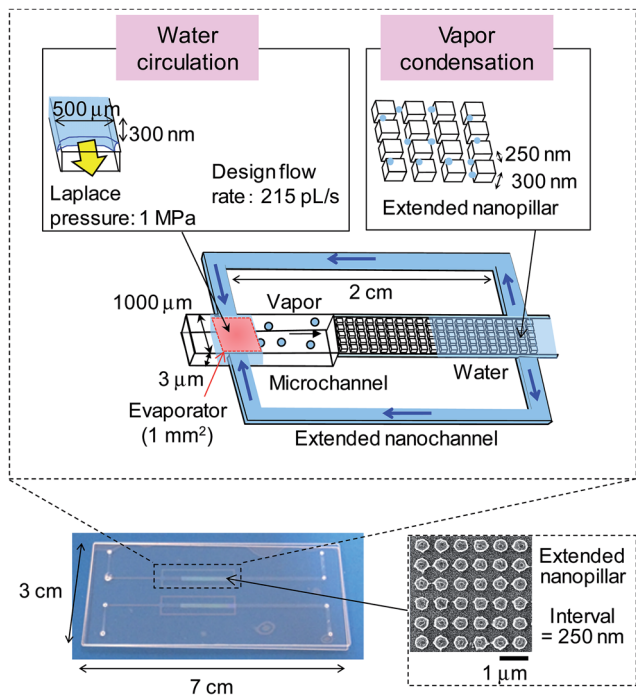 Water
circulation
Vapor
condensation
500 μm
300 nm
Laplace
pressure: 1 MPa
Design flow
rate: 215 pL/s
250 nm
300 nm
Extended nanopillar
2 cm
1000 μm
Vapor
3 μm
Microchannel
Water
Evaporator
(1 mm²)
Extended nanochannel
3 cm
7 cm
Extended
nanopillar
Interval
= 250 nm
1 μm